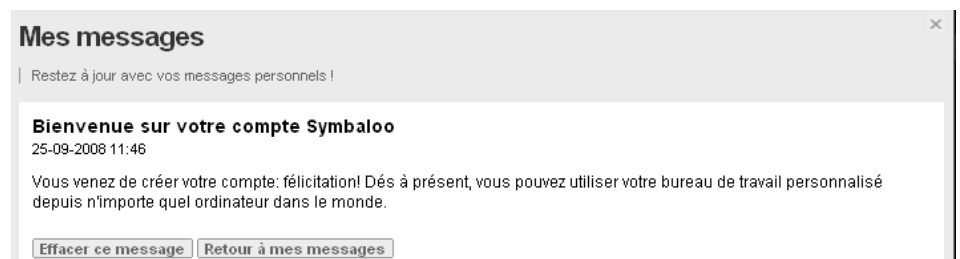 Mes messages
Restez à jour avec vos messages personnels !
Bienvenue sur votre compte Symbaloo
25-09-2008 11:46
Vous venez de créer votre compte: félicitation! Dés à présent, vous pouvez utiliser votre bureau de travail personnalisé
depuis n'importe quel ordinateur dans le monde.
Effacer ce message Retour à mes messages